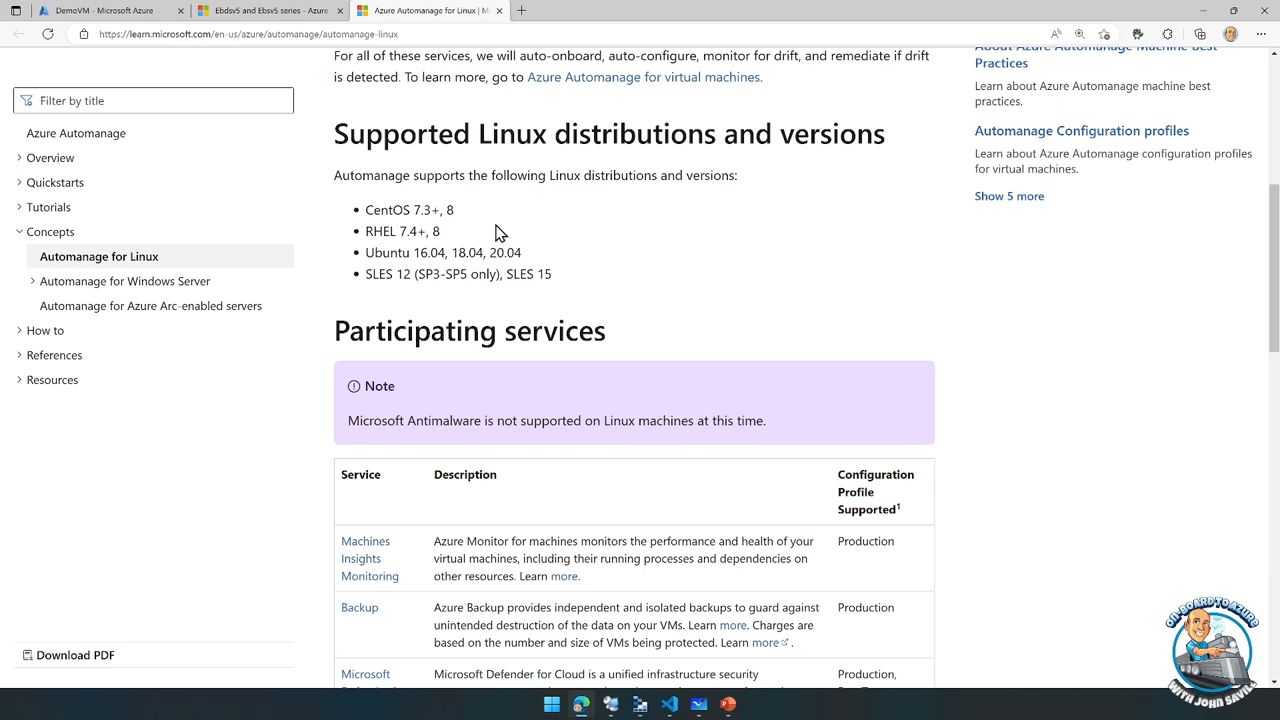 DemoVM - Microsoft Azure
Ebdsv5 and Ebsv5 series - Azure
Azure Automanage for Linux | M
https://learn.microsoft.com/en-us/azure/automanage/automanage-linux
Filter by title
Azure Automanage
Overview
Quickstarts
Tutorials
Concepts
Automanage for Linux
Automanage for Windows Server
Automanage for Azure Arc-enabled servers
How to
References
Resources
Download PDF
For all of these services, we will auto-onboard, auto-configure, monitor for drift, and remediate if drift
is detected. To learn more, go to Azure Automanage for virtual machines.
Supported Linux distributions and versions
Automanage supports the following Linux distributions and versions:
• CentOS 7.3+, 8
• RHEL 7.4+, 8
• Ubuntu 16.04, 18.04, 20.04
• SLES 12 (SP3-SP5 only), SLES 15
Participating services
Note
Microsoft Antimalware is not supported on Linux machines at this time.
Service Description Configuration
Profile
Supported1
Machines
Insights
Monitoring
Azure Monitor for machines monitors the performance and health of your
virtual machines, including their running processes and dependencies on
other resources. Learn more.
Production
Backup
Azure Backup provides independent and isolated backups to guard against
unintended destruction of the data on your VMs. Learn more. Charges are
based on the number and size of VMs being protected. Learn more .
Production
Microsoft
Microsoft Defender for Cloud is a unified infrastructure security
Production,
About Azure Automanage Machine Best
Practices
Learn about Azure Automanage machine best
practices.
Automanage Configuration profiles
Learn about Azure Automanage configuration profiles
for virtual machines.
Show 5 more
ON-BOARD TO AZURE
WITH JOHN SAVILL